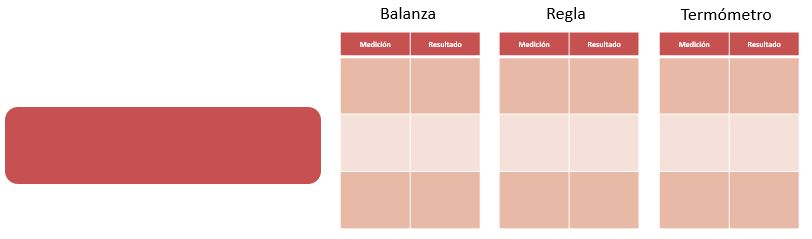 Balanza
Regla
Termómetro
Medición Resultado
Medición Resultado
Medición Resultado